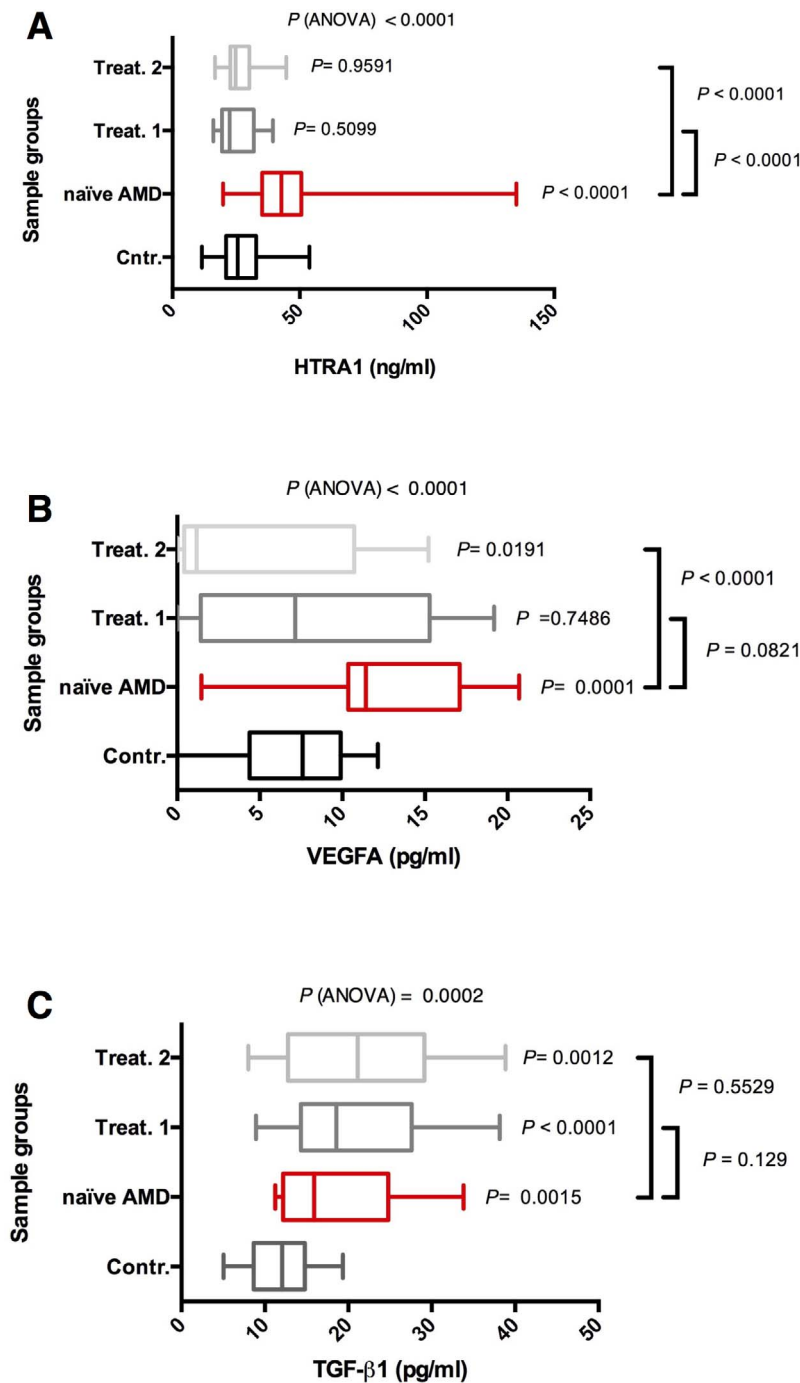 A
P (ANOVA) < 0.0001
Treat. 2
P= 0.9591
P < 0.0001
Treat. 1
P= 0.5099
P < 0.0001
naïve AMD
P < 0.0001
Cntr.
Sample groups
0
50
100
150
HTRA1 (ng/ml)
B
P (ANOVA) < 0.0001
Treat. 2
P= 0.0191
P < 0.0001
Treat. 1
P =0.7486
P = 0.0821
naïve AMD
P= 0.0001
Contr.
Sample groups
0
5
10
15
20
25
VEGFA (pg/ml)
C
P (ANOVA) = 0.0002
Treat. 2
P= 0.0012
P = 0.5529
Treat. 1
P < 0.0001
P = 0.129
naïve AMD
P= 0.0015
Contr.
Sample groups
0
10
20
30
40
50
TGF-β1 (pg/ml)